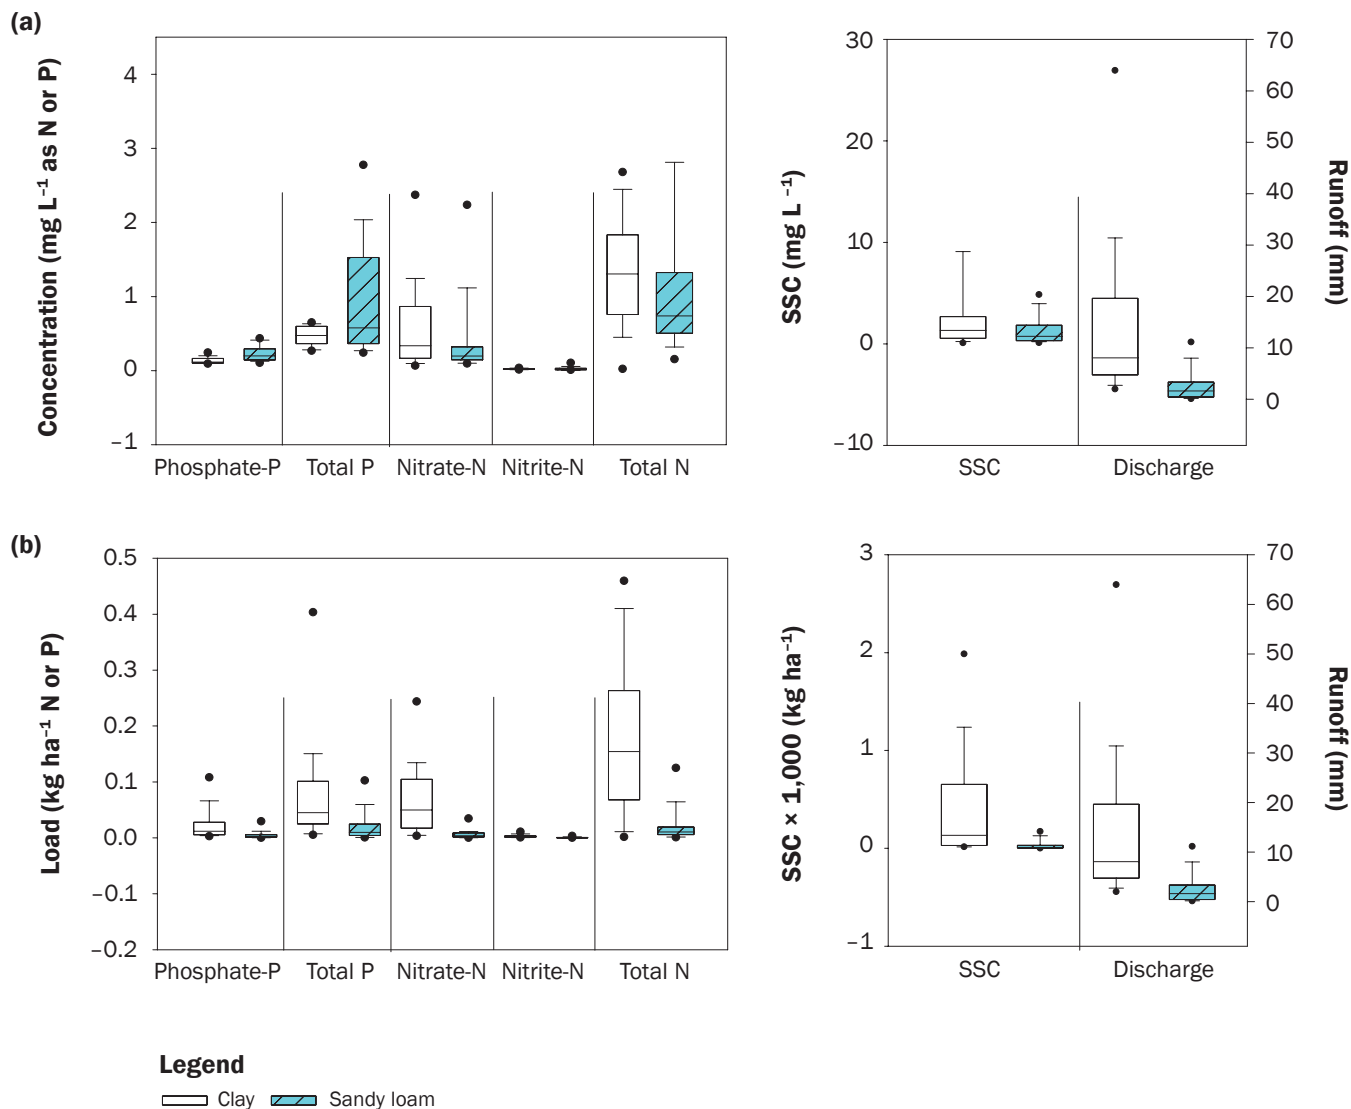 (a)
Concentration (mg L⁻¹ as N or P)
4
3
2
1
0
–1
Phosphate-P Total P Nitrate-N Nitrite-N Total N
SSC (mg L⁻¹)
30
20
10
0
–10
SSC Discharge
70
60
50
40
30
20
10
0
Runoff (mm)
(b)
Load (kg ha⁻¹ N or P)
0.5
0.4
0.3
0.2
0.1
0.0
–0.1
–0.2
Phosphate-P Total P Nitrate-N Nitrite-N Total N
SSC × 1,000 (kg ha⁻¹)
3
2
1
0
–1
SSC Discharge
70
60
50
40
30
20
10
0
Runoff (mm)
Legend
Clay Sandy loam